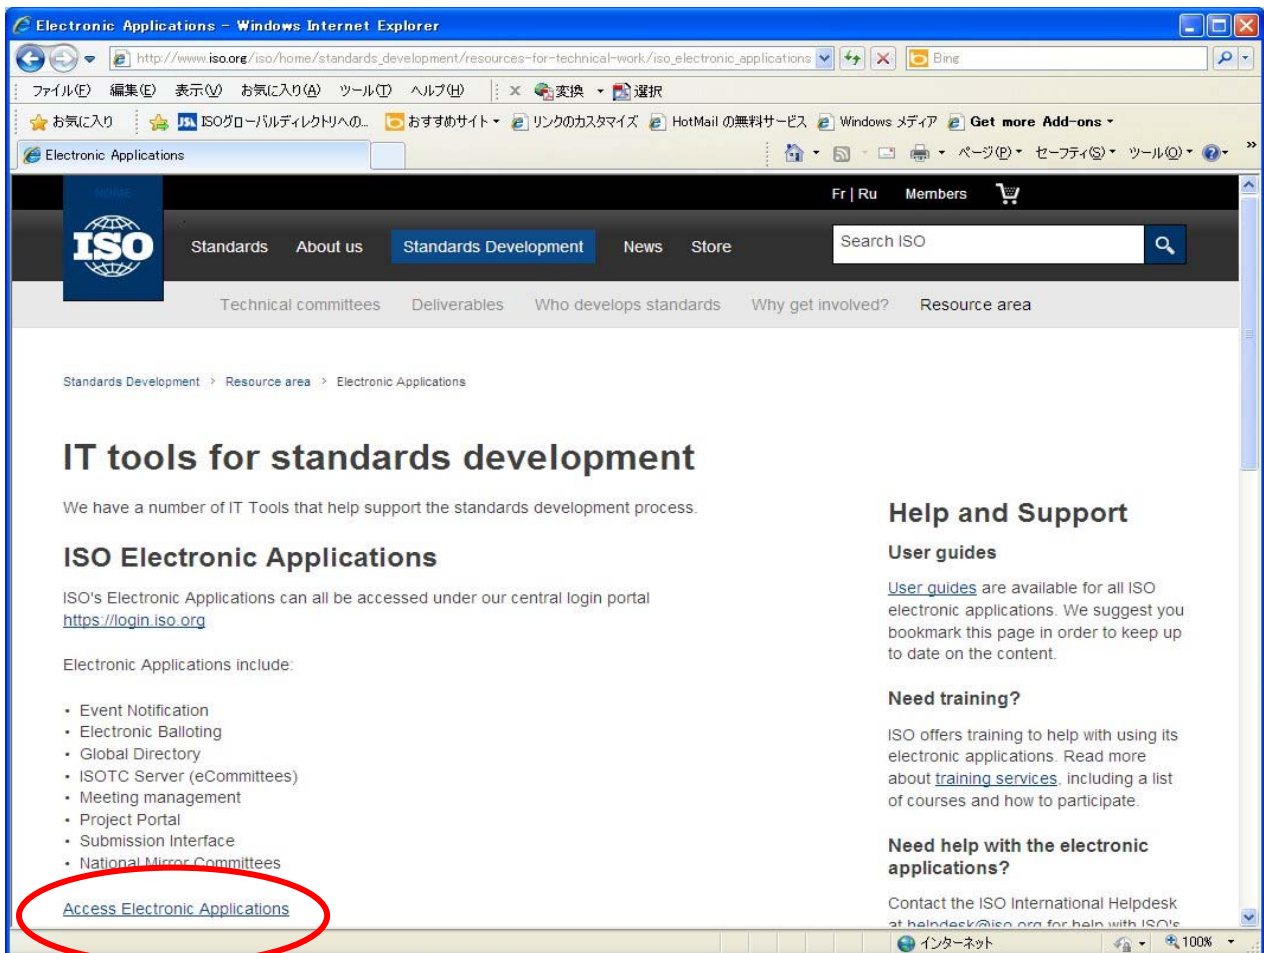 Electronic Applications - Windows Internet Explorer
http://www.iso.org/iso/home/standards_development/resources-for-technical-work/iso_electronic_applications
Bing
ファイル(F) 編集(E) 表示(V) お気に入り(A) ツール(T) ヘルプ(H) x 変換 選択
お気に入り JSA ISOグローバルディレクトリへの... おすすめサイト リンクのカスタマイズ HotMail の無料サービス Windows メディア Get more Add-ons
Electronic Applications
ページ(P) セーフティ(S) ツール(O) »
HOME
Fr | Ru Members
ISO
Standards About us Standards Development News Store Search ISO
Technical committees Deliverables Who develops standards Why get involved? Resource area
Standards Development > Resource area > Electronic Applications
IT tools for standards development
We have a number of IT Tools that help support the standards development process.
ISO Electronic Applications
ISO's Electronic Applications can all be accessed under our central login portal
https://login.iso.org
Electronic Applications include:
• Event Notification
• Electronic Balloting
• Global Directory
• ISOTC Server (eCommittees)
• Meeting management
• Project Portal
• Submission Interface
• National Mirror Committees
Access Electronic Applications
Help and Support
User guides
User guides are available for all ISO
electronic applications. We suggest you
bookmark this page in order to keep up
to date on the content.
Need training?
ISO offers training to help with using its
electronic applications. Read more
about training services, including a list
of courses and how to participate.
Need help with the electronic
applications?
Contact the ISO International Helpdesk
at helpdesk@iso.org for help with ISO's
インターネット 100%